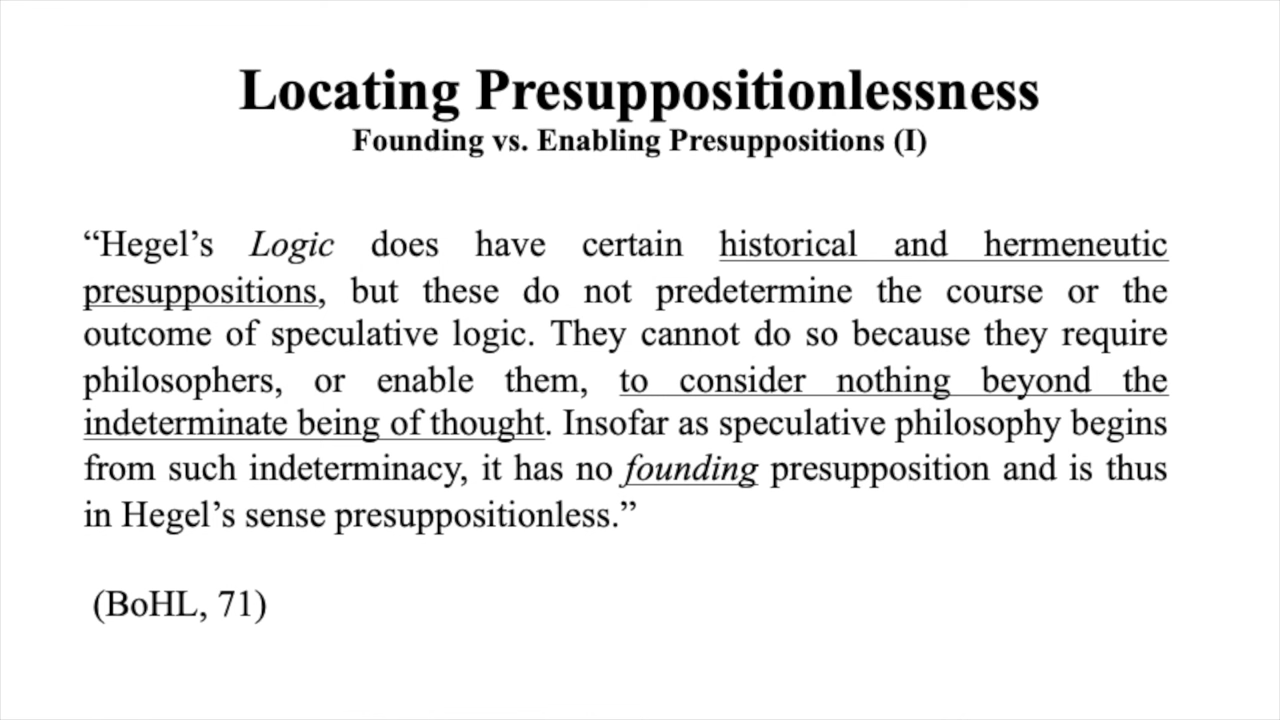 Locating Presuppositionlessness
Founding vs. Enabling Presuppositions (I)
“Hegel’s Logic does have certain historical and hermeneutic
presuppositions, but these do not predetermine the course or the
outcome of speculative logic. They cannot do so because they require
philosophers, or enable them, to consider nothing beyond the
indeterminate being of thought. Insofar as speculative philosophy begins
from such indeterminacy, it has no founding presupposition and is thus
in Hegel’s sense presuppositionless.”
(BoHL, 71)